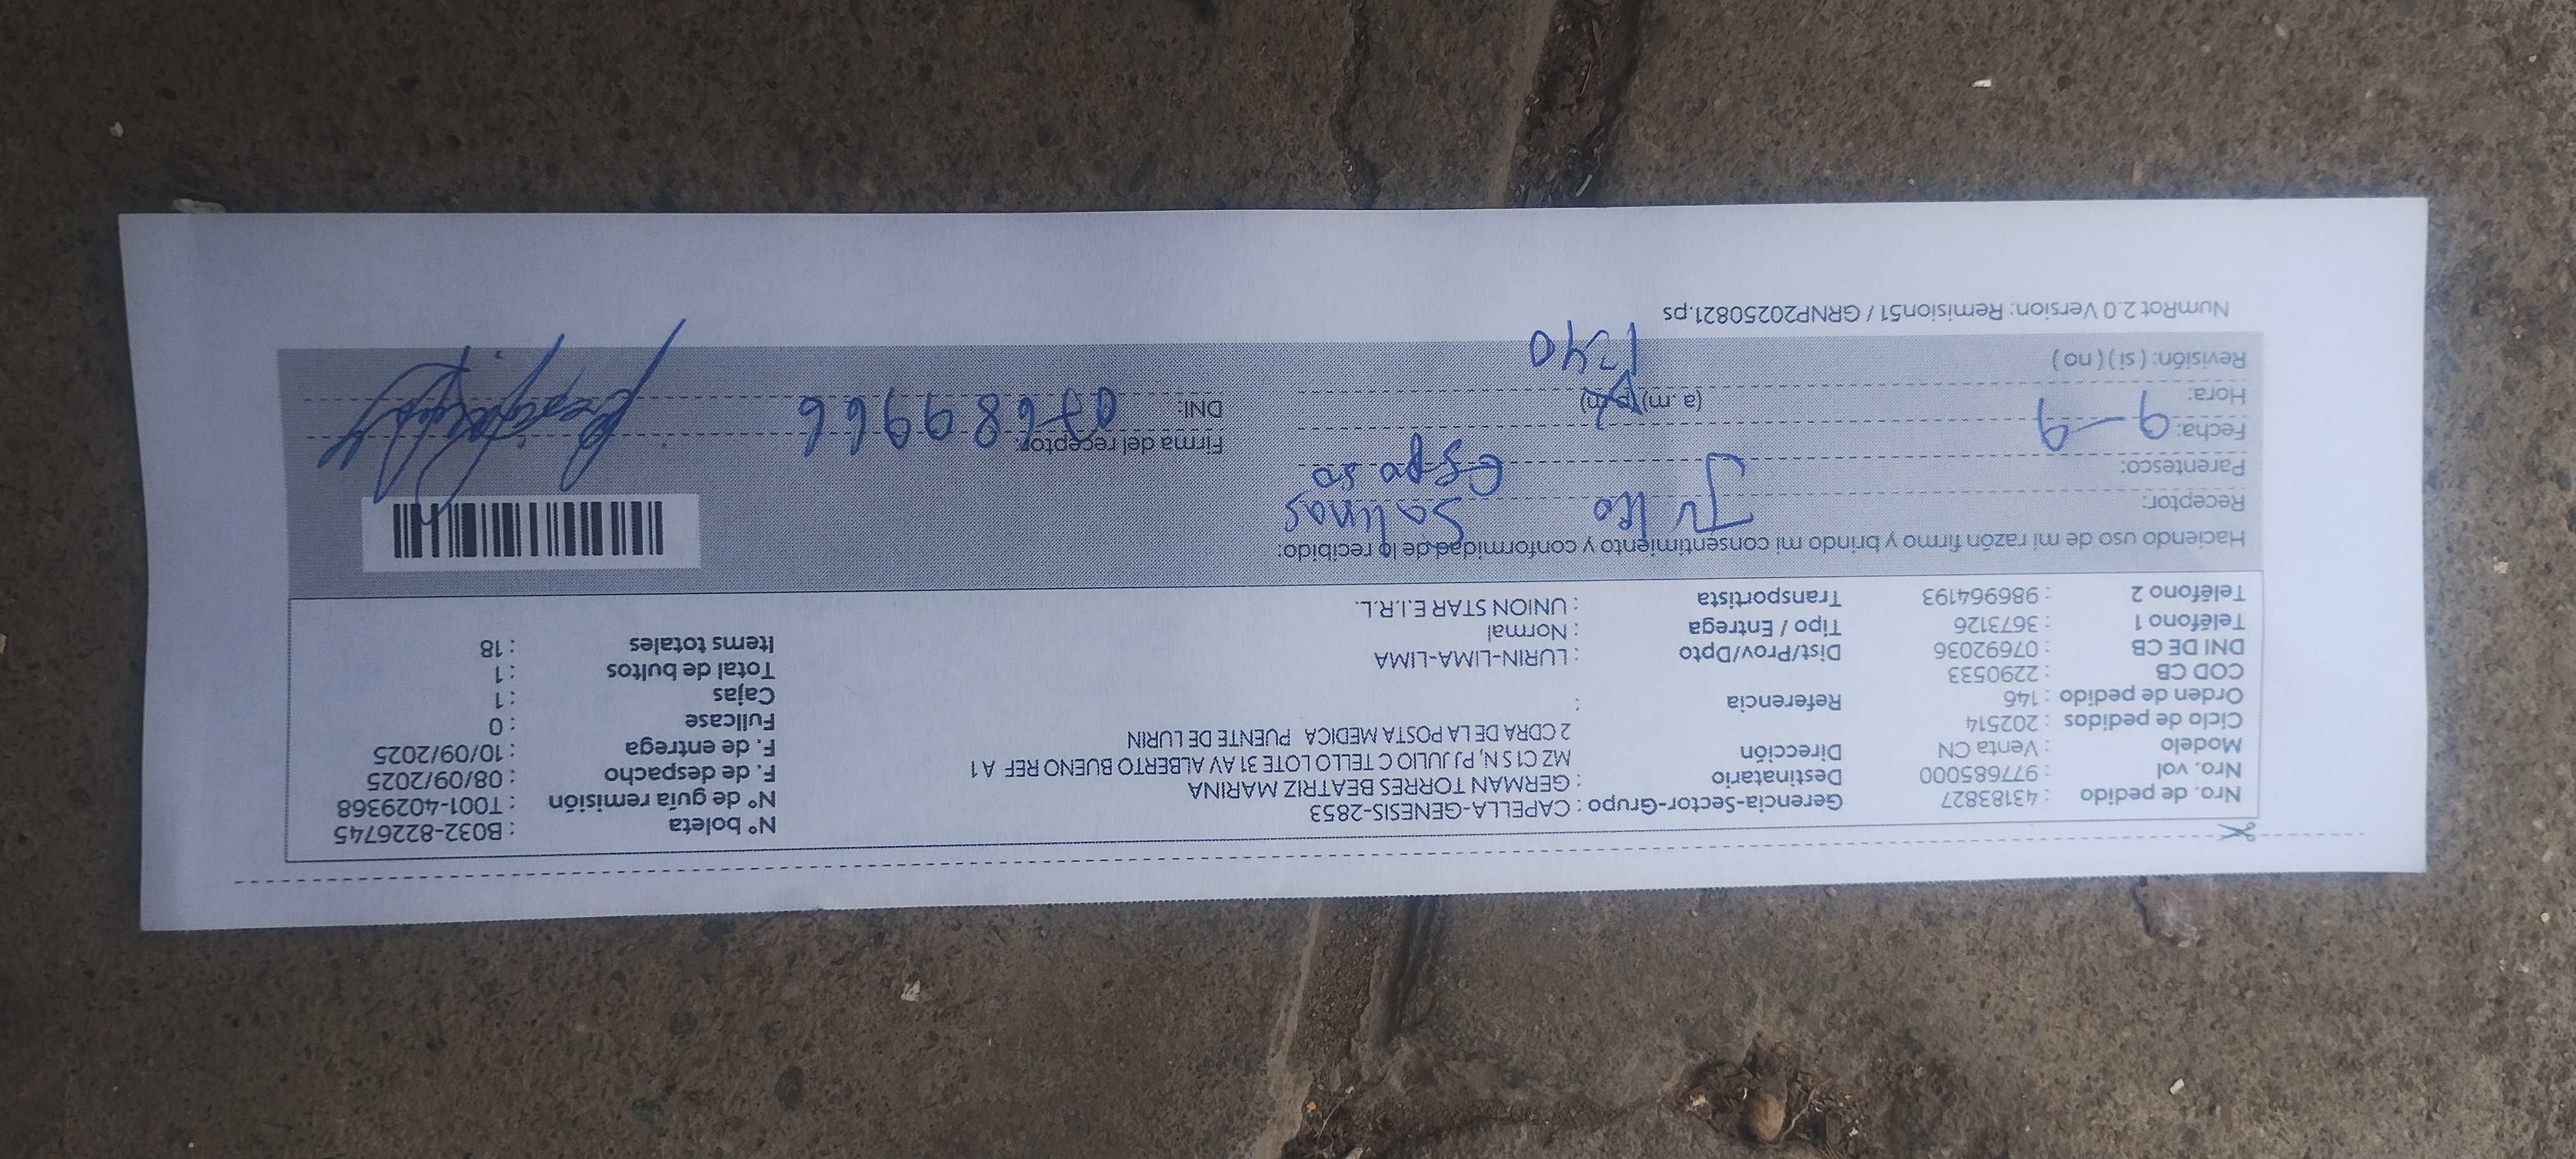 Nro. de pedido : 43183827 Gerencia-Sector-Grupo : CAPELLA-GENESIS-2853 N° boleta : B032-8226745
Nro. vol : 977685000 Destinatario : GERMAN TORRES BEATRIZ MARINA N° de guía remisión : T001-4029368
Modelo : Venta CN Dirección MZ C1 S N, PJ JULIO C TELLO LOTE 31 AV ALBERTO BUENO REF A 1 F. de despacho : 08/09/2025
Ciclo de pedidos : 202514 2 CDRA DE LA POSTA MEDICA PUENTE DE LURIN F. de entrega : 10/09/2025
Orden de pedido : 146 Referencia : Fullcase : 0
COD CB : 2290533 Cajas : 1
DNI DE CB : 07692036 Dist/Prov/Dpto : LURIN-LIMA-LIMA Total de bultos : 1
Teléfono 1 : 3673126 Tipo / Entrega : Normal Items totales : 18
Teléfono 2 : 986964193 Transportista : UNION STAR E.I.R.L.
Haciendo uso de mi razón firmo y brindo mi consentimiento y conformidad de lo recibido:
Receptor: Julio Salinas
Parentesco: Esposo
Fecha: 9-9 Firma del receptor:
Hora: (a. m) (p.m) 1:40 DNI: 07689966
Revisión: ( si ) ( no )
NumRot 2.0 Version: Remision51 / GRNP20250821.ps